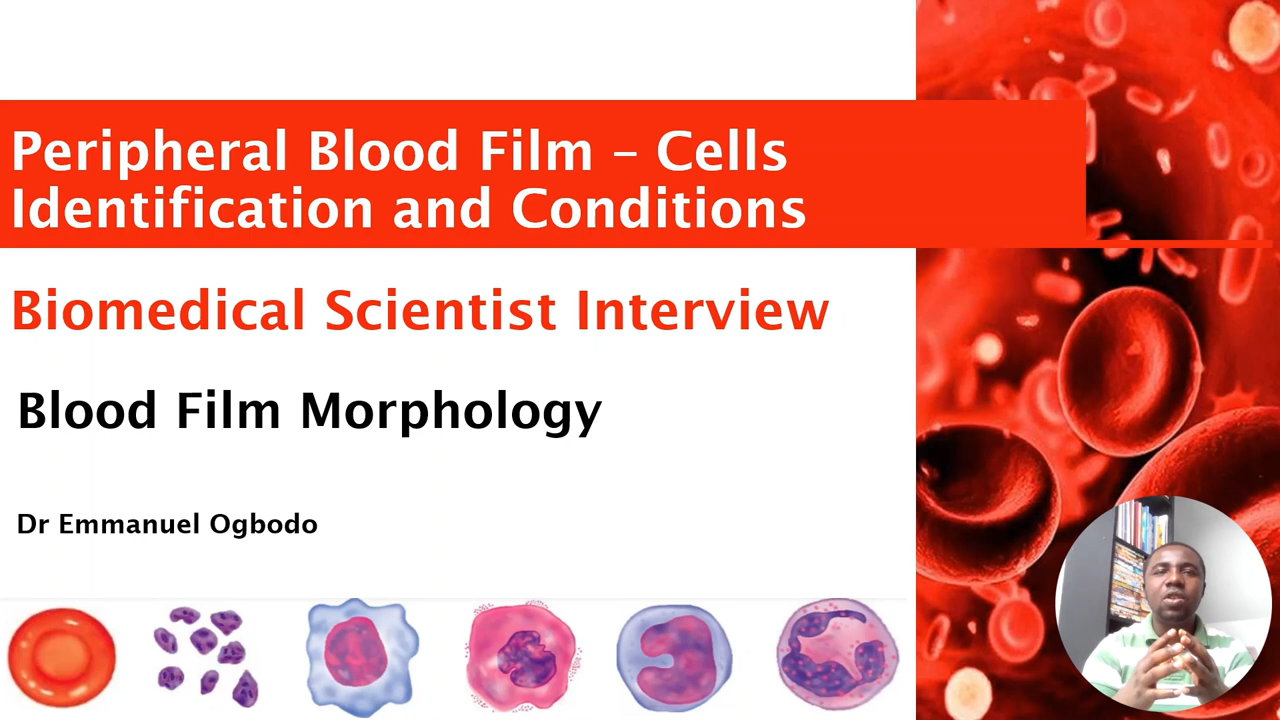 Peripheral Blood Film – Cells
Identification and Conditions
Biomedical Scientist Interview
Blood Film Morphology
Dr Emmanuel Ogbodo